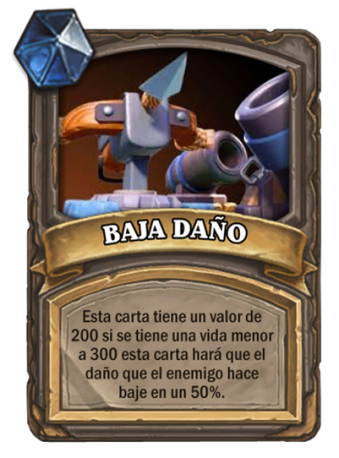 BAJA DAÑO
Esta carta tiene un valor de
200 si se tiene una vida menor
a 300 esta carta hará que el
daño que el enemigo hace
baje en un 50%.